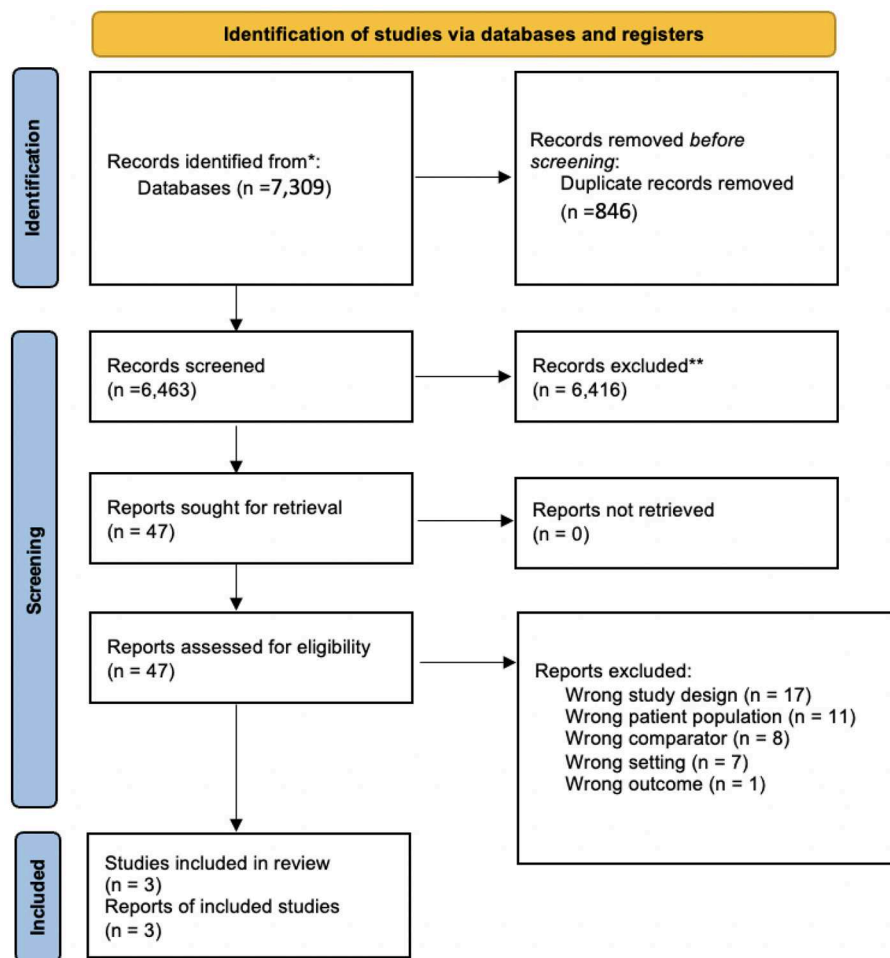 Identification of studies via databases and registers
Identification
Records identified from*:
Databases (n =7,309)
Records removed before
screening:
Duplicate records removed
(n =846)
Screening
Records screened
(n =6,463)
Records excluded**
(n = 6,416)
Reports sought for retrieval
(n = 47)
Reports not retrieved
(n = 0)
Reports assessed for eligibility
(n = 47)
Reports excluded:
Wrong study design (n = 17)
Wrong patient population (n = 11)
Wrong comparator (n = 8)
Wrong setting (n = 7)
Wrong outcome (n = 1)
Included
Studies included in review
(n = 3)
Reports of included studies
(n = 3)